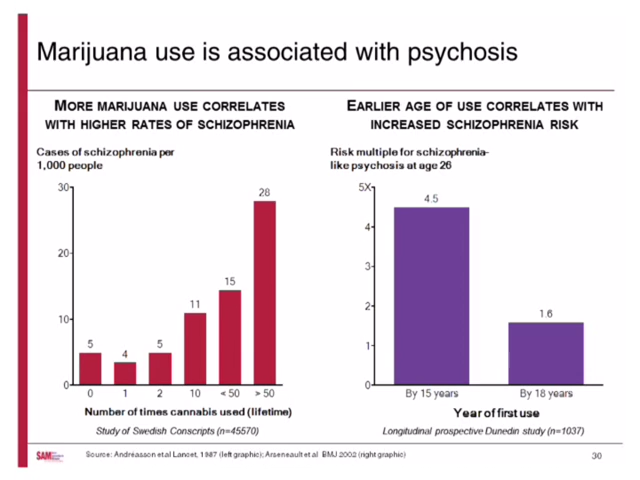 Marijuana use is associated with psychosis
MORE MARIJUANA USE CORRELATES
WITH HIGHER RATES OF SCHIZOPHRENIA
Cases of schizophrenia per
1,000 people
30
20
10
0
5
4
5
11
15
28
0 1 2 10 < 50 > 50
Number of times cannabis used (lifetime)
Study of Swedish Conscripts (n=45570)
EARLIER AGE OF USE CORRELATES WITH
INCREASED SCHIZOPHRENIA RISK
Risk multiple for schizophrenia-
like psychosis at age 26
5X
4
3
2
1
0
4.5
1.6
By 15 years By 18 years
Year of first use
Longitudinal prospective Dunedin study (n=1037)
SAM
Source: Andréasson et al Lancet, 1987 (left graphic); Arseneault et al BMJ 2002 (right graphic)
30